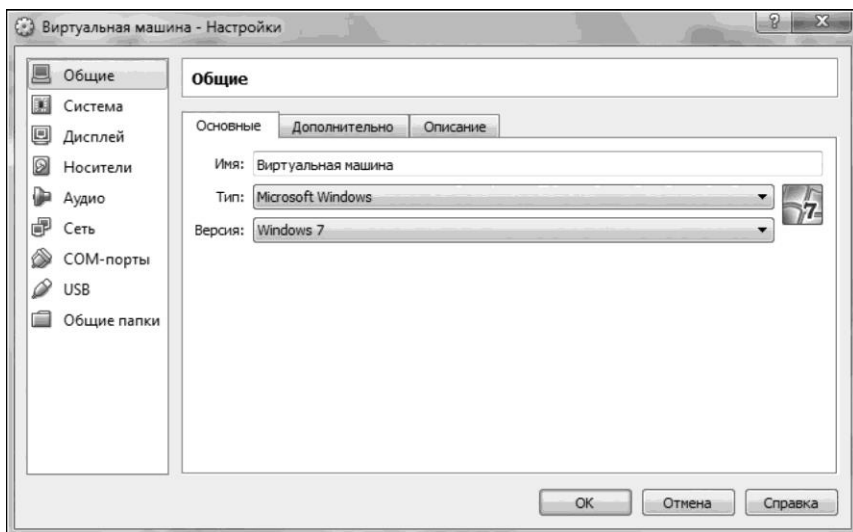 Виртуальная машина - Настройки
Общие
Система
Дисплей
Носители
Аудио
Сеть
COM-порты
USB
Общие папки
Общие
Основные Дополнительно Описание
Имя: Виртуальная машина
Тип: Microsoft Windows
7
Версия: Windows 7
OK Отмена Справка